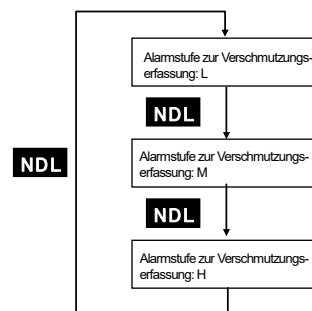 Alarmstufe zur Verschmutzungs-
erfassung: L
NDL
Alarmstufe zur Verschmutzungs-
erfassung: M
NDL
NDL
Alarmstufe zur Verschmutzungs-
erfassung: H